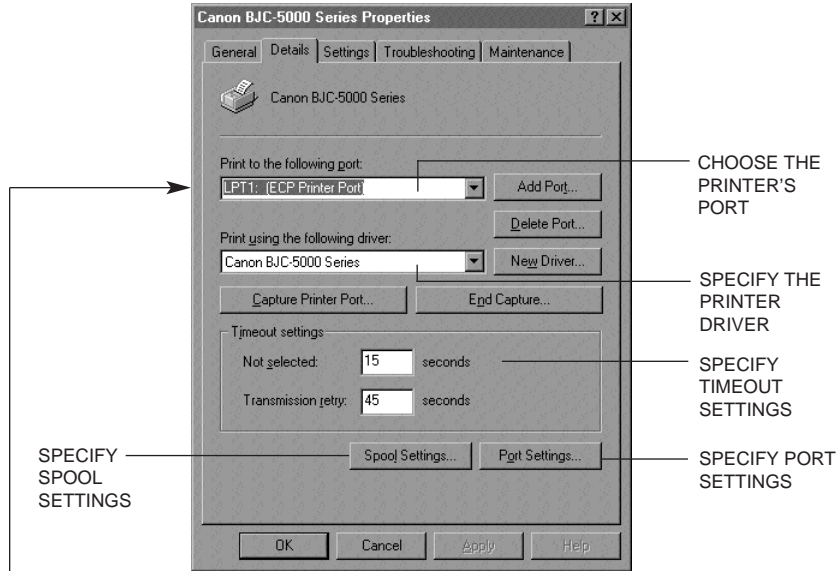 Canon BJC-5000 Series Properties
General Details Settings Troubleshooting Maintenance
Canon BJC-5000 Series
Print to the following port:
LPT1: (ECP Printer Port)
Add Port...
Delete Port...
Print using the following driver:
Canon BJC-5000 Series
New Driver...
Capture Printer Port...
End Capture...
Timeout settings
Not selected: 15 seconds
Transmission retry: 45 seconds
Spool Settings...
Port Settings...
OK Cancel Apply Help
CHOOSE THE
PRINTER'S
PORT
SPECIFY THE
PRINTER
DRIVER
SPECIFY
TIMEOUT
SETTINGS
SPECIFY PORT
SETTINGS
SPECIFY
SPOOL
SETTINGS